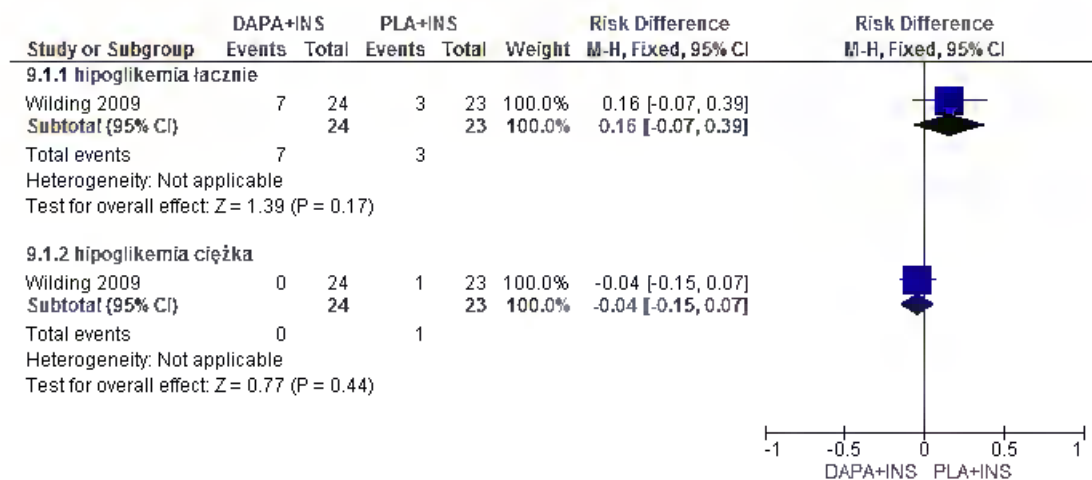 DAPA+INS PLA+INS Risk Difference Risk Difference
Study or Subgroup Events Total Events Total Weight M-H, Fixed, 95% CI M-H, Fixed, 95% CI
9.1.1 hipoglikemia łacznie
Wilding 2009 7 24 3 23 100.0% 0.16 [-0.07, 0.39]
Subtotal (95% CI) 24 23 100.0% 0.16 [-0.07, 0.39]
Total events 7 3
Heterogeneity: Not applicable
Test for overall effect: Z = 1.39 (P = 0.17)
9.1.2 hipoglikemia ciężka
Wilding 2009 0 24 1 23 100.0% -0.04 [-0.15, 0.07]
Subtotal (95% CI) 24 23 100.0% -0.04 [-0.15, 0.07]
Total events 0 1
Heterogeneity: Not applicable
Test for overall effect: Z = 0.77 (P = 0.44)
-1 -0.5 0 0.5 1
DAPA+INS PLA+INS